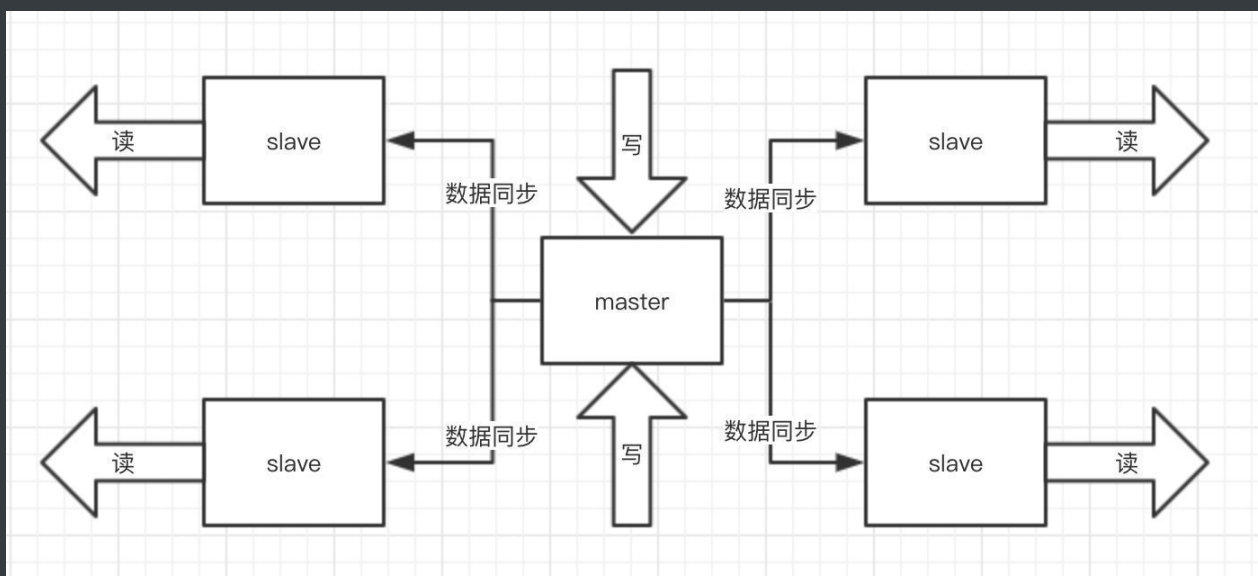 读
slave
写
slave
读
数据同步
数据同步
master
数据同步
数据同步
读
slave
写
slave
读